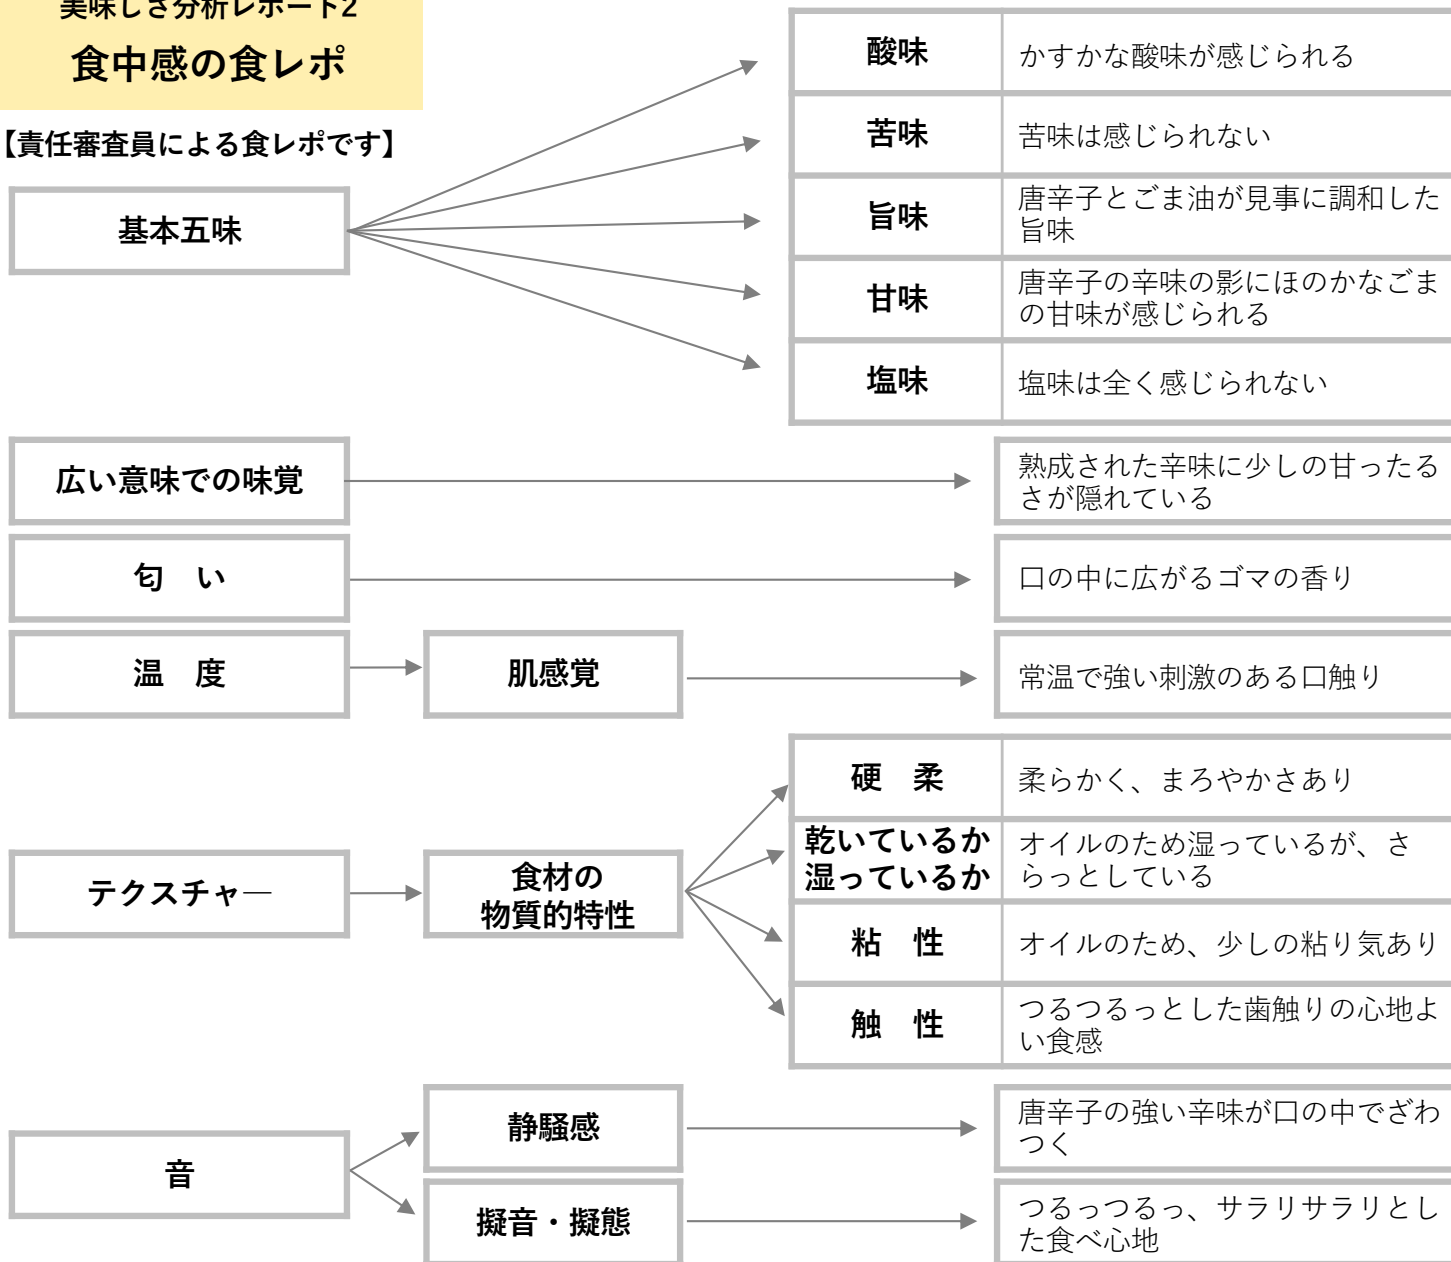 美味しさ分析レポート2
食中感の食レポ
【責任審査員による食レポです】
基本五味
酸味
かすかな酸味が感じられる
苦味
苦味は感じられない
旨味
唐辛子とごま油が見事に調和した
旨味
甘味
唐辛子の辛味の影にほのかなごま
の甘味が感じられる
塩味
塩味は全く感じられない
広い意味での味覚
熟成された辛味に少しの甘ったる
さが隠れている
匂　い
口の中に広がるゴマの香り
温　度
肌感覚
常温で強い刺激のある口触り
テクスチャ―
食材の
物質的特性
硬　柔
柔らかく、まろやかさあり
乾いているか
湿っているか
オイルのため湿っているが、さ
らっとしている
粘　性
オイルのため、少しの粘り気あり
触　性
つるつるっとした歯触りの心地よ
い食感
音
静騒感
唐辛子の強い辛味が口の中でざわ
つく
擬音・擬態
つるっつるっ、サラリサラリとし
た食べ心地